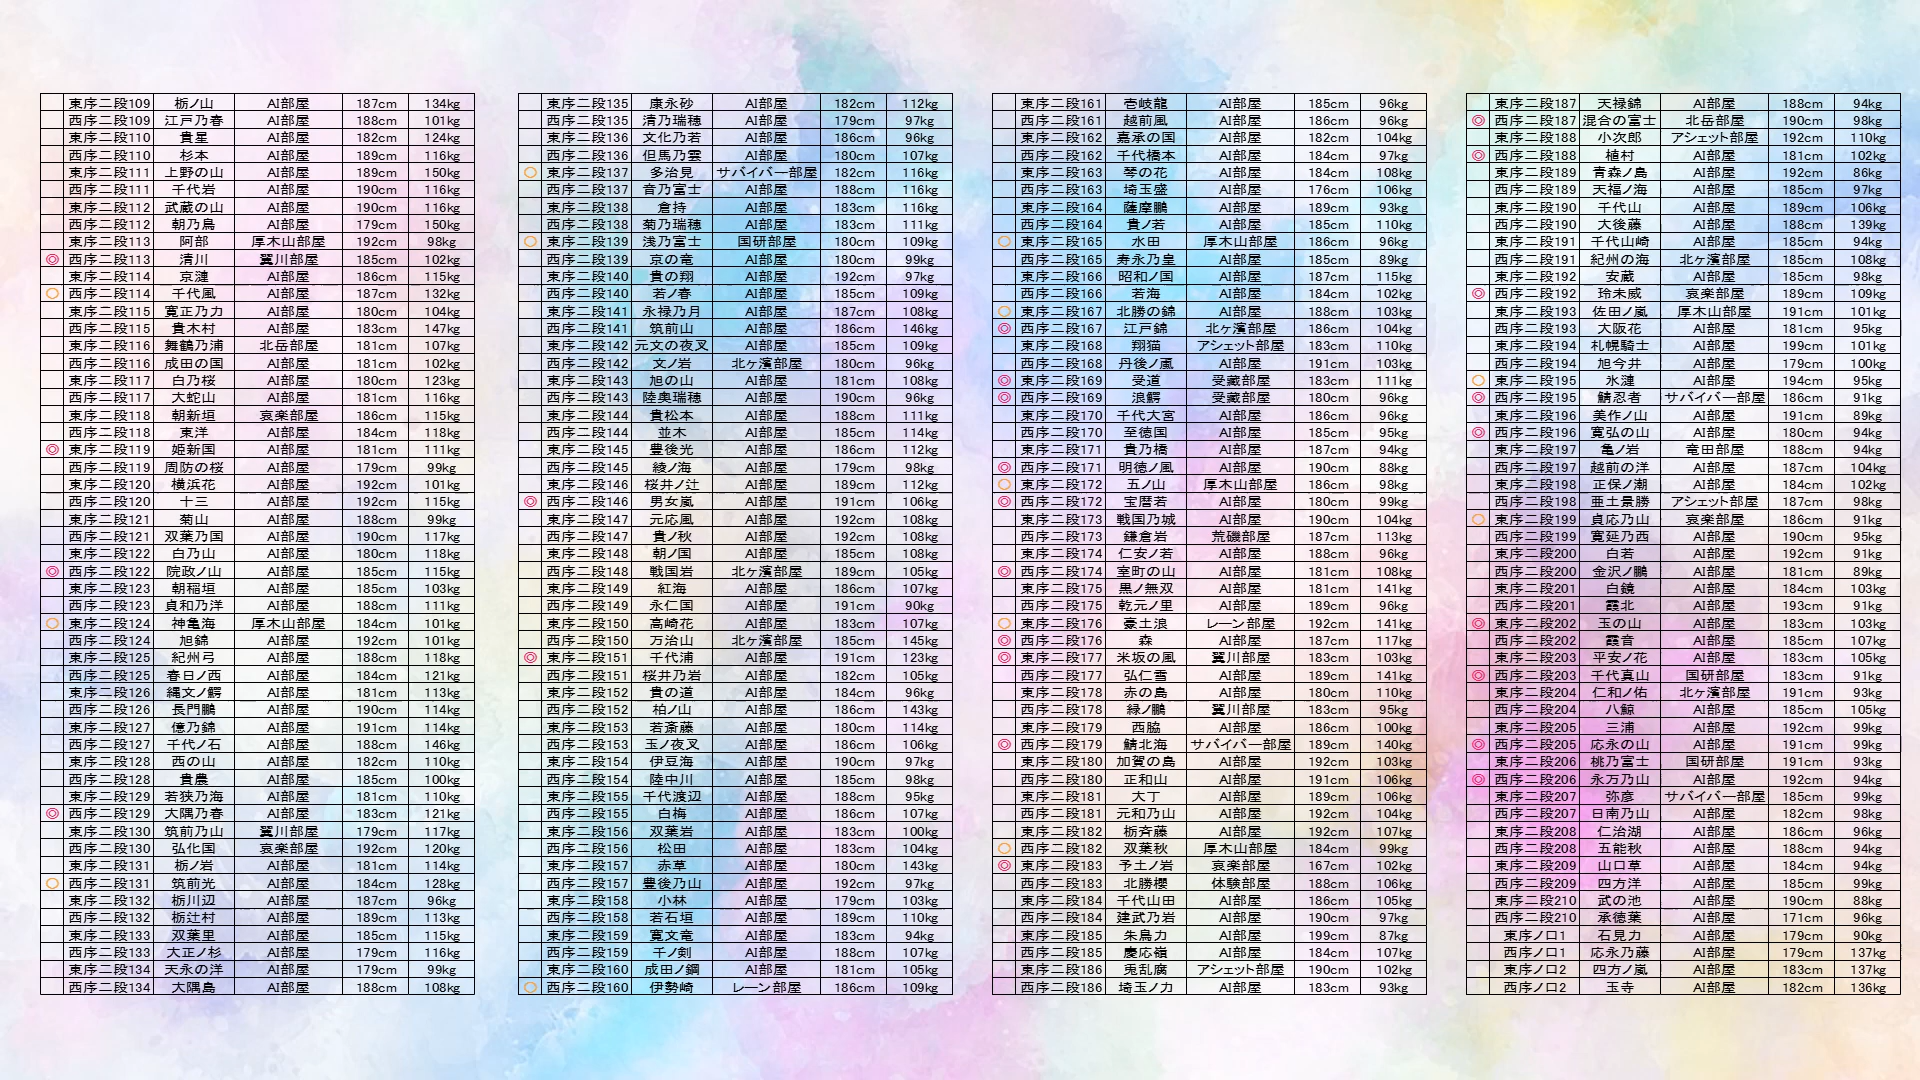 東序二段109 栃ノ山 AI部屋 187cm 134kg
西序二段109 江戸乃春 AI部屋 188cm 101kg
東序二段110 貴星 AI部屋 182cm 124kg
西序二段110 杉本 AI部屋 189cm 116kg
東序二段111 上野の山 AI部屋 189cm 150kg
西序二段111 千代岩 AI部屋 190cm 116kg
東序二段112 武蔵の山 AI部屋 190cm 116kg
西序二段112 朝乃鳥 AI部屋 179cm 150kg
東序二段113 阿部 厚木山部屋 192cm 98kg
◎ 西序二段113 清川 翼川部屋 185cm 102kg
東序二段114 京漣 AI部屋 186cm 115kg
○ 西序二段114 千代風 AI部屋 187cm 132kg
東序二段115 寛正乃力 AI部屋 180cm 104kg
西序二段115 貴木村 AI部屋 183cm 147kg
東序二段116 舞鶴乃浦 北岳部屋 181cm 107kg
西序二段116 成田の国 AI部屋 181cm 102kg
東序二段117 白乃桜 AI部屋 180cm 123kg
西序二段117 大蛇山 AI部屋 181cm 116kg
東序二段118 朝新垣 哀楽部屋 186cm 115kg
西序二段118 東洋 AI部屋 184cm 118kg
◎ 東序二段119 姫新国 AI部屋 181cm 111kg
西序二段119 周防の桜 AI部屋 179cm 99kg
東序二段120 横浜花 AI部屋 192cm 101kg
西序二段120 十三 AI部屋 192cm 115kg
東序二段121 菊山 AI部屋 188cm 99kg
西序二段121 双葉乃国 AI部屋 190cm 117kg
東序二段122 白乃山 AI部屋 180cm 118kg
◎ 西序二段122 院政ノ山 AI部屋 185cm 115kg
東序二段123 朝稲垣 AI部屋 185cm 103kg
西序二段123 貞和乃洋 AI部屋 188cm 111kg
○ 東序二段124 神亀海 厚木山部屋 184cm 101kg
西序二段124 旭錦 AI部屋 192cm 101kg
東序二段125 紀州弓 AI部屋 188cm 118kg
西序二段125 春日ノ西 AI部屋 184cm 121kg
東序二段126 縄文ノ鰐 AI部屋 181cm 113kg
西序二段126 長門鵬 AI部屋 190cm 114kg
東序二段127 億乃錦 AI部屋 191cm 114kg
西序二段127 千代ノ石 AI部屋 188cm 146kg
東序二段128 西の山 AI部屋 182cm 110kg
西序二段128 貴農 AI部屋 185cm 100kg
東序二段129 若狭乃海 AI部屋 181cm 110kg
◎ 西序二段129 大隅乃春 AI部屋 183cm 121kg
東序二段130 筑前乃山 翼川部屋 179cm 117kg
西序二段130 弘化国 哀楽部屋 192cm 120kg
東序二段131 栃ノ岩 AI部屋 181cm 114kg
○ 西序二段131 筑前光 AI部屋 184cm 128kg
東序二段132 栃川辺 AI部屋 187cm 96kg
西序二段132 栃辻村 AI部屋 189cm 113kg
東序二段133 双葉里 AI部屋 185cm 115kg
西序二段133 大正ノ杉 AI部屋 179cm 116kg
東序二段134 天永の洋 AI部屋 179cm 99kg
西序二段134 大隅島 AI部屋 188cm 108kg
東序二段135 康永砂 AI部屋 182cm 112kg
西序二段135 清乃瑞穂 AI部屋 179cm 97kg
東序二段136 文化乃若 AI部屋 186cm 96kg
西序二段136 但馬乃雲 AI部屋 180cm 107kg
○ 東序二段137 多治見 サバイバー部屋 182cm 116kg
西序二段137 音乃富士 AI部屋 188cm 116kg
東序二段138 倉持 AI部屋 183cm 116kg
西序二段138 菊乃瑞穂 AI部屋 183cm 111kg
○ 東序二段139 浅乃富士 国研部屋 180cm 109kg
西序二段139 京の竜 AI部屋 180cm 99kg
東序二段140 貴の翔 AI部屋 192cm 97kg
西序二段140 若ノ春 AI部屋 185cm 109kg
東序二段141 永禄乃月 AI部屋 187cm 108kg
西序二段141 筑前山 AI部屋 186cm 146kg
東序二段142 元文の夜叉 AI部屋 185cm 109kg
西序二段142 文ノ岩 北ヶ濱部屋 180cm 96kg
東序二段143 旭の山 AI部屋 181cm 108kg
西序二段143 陸奥瑞穂 AI部屋 190cm 96kg
東序二段144 貴松本 AI部屋 188cm 111kg
西序二段144 並木 AI部屋 185cm 114kg
東序二段145 豊後光 AI部屋 186cm 112kg
西序二段145 綾ノ海 AI部屋 179cm 98kg
東序二段146 桜井ノ辻 AI部屋 189cm 112kg
◎ 西序二段146 男女嵐 AI部屋 191cm 106kg
東序二段147 元応風 AI部屋 192cm 108kg
西序二段147 貴ノ秋 AI部屋 192cm 108kg
東序二段148 朝ノ国 AI部屋 185cm 108kg
西序二段148 戦国岩 北ヶ濱部屋 189cm 105kg
東序二段149 紅海 AI部屋 186cm 107kg
西序二段149 永仁国 AI部屋 191cm 90kg
東序二段150 高崎花 AI部屋 183cm 107kg
西序二段150 万治山 北ヶ濱部屋 185cm 145kg
◎ 東序二段151 千代浦 AI部屋 191cm 123kg
西序二段151 桜井乃岩 AI部屋 182cm 105kg
東序二段152 貴の道 AI部屋 184cm 96kg
西序二段152 柏ノ山 AI部屋 186cm 143kg
東序二段153 若斎藤 AI部屋 180cm 114kg
西序二段153 玉ノ夜叉 AI部屋 186cm 106kg
東序二段154 伊豆海 AI部屋 190cm 97kg
西序二段154 陸中川 AI部屋 185cm 98kg
東序二段155 千代渡辺 AI部屋 188cm 95kg
西序二段155 白梅 AI部屋 186cm 107kg
東序二段156 双葉岩 AI部屋 183cm 100kg
西序二段156 松田 AI部屋 183cm 104kg
東序二段157 赤草 AI部屋 180cm 143kg
西序二段157 豊後乃山 AI部屋 192cm 97kg
東序二段158 小林 AI部屋 179cm 103kg
西序二段158 若石垣 AI部屋 189cm 110kg
東序二段159 寛文竜 AI部屋 183cm 94kg
西序二段159 千ノ剣 AI部屋 188cm 107kg
東序二段160 成田ノ鋼 AI部屋 181cm 105kg
○ 西序二段160 伊勢崎 レーン部屋 186cm 109kg
東序二段161 壱岐龍 AI部屋 185cm 96kg
西序二段161 越前風 AI部屋 186cm 96kg
東序二段162 嘉承の国 AI部屋 182cm 104kg
西序二段162 千代橋本 AI部屋 184cm 97kg
東序二段163 琴の花 AI部屋 184cm 108kg
西序二段163 埼玉盛 AI部屋 176cm 106kg
東序二段164 薩摩鵬 AI部屋 189cm 93kg
西序二段164 貴ノ若 AI部屋 185cm 110kg
○ 東序二段165 水田 厚木山部屋 186cm 96kg
西序二段165 寿永乃皇 AI部屋 185cm 89kg
東序二段166 昭和ノ国 AI部屋 187cm 115kg
西序二段166 若海 AI部屋 184cm 102kg
○ 東序二段167 北勝の錦 AI部屋 188cm 103kg
◎ 西序二段167 江戸錦 北ヶ濱部屋 186cm 104kg
東序二段168 翔猫 アシェット部屋 183cm 110kg
西序二段168 丹後ノ颪 AI部屋 191cm 103kg
◎ 東序二段169 受道 受蔵部屋 183cm 111kg
◎ 西序二段169 浪鰐 受蔵部屋 180cm 96kg
東序二段170 千代大宮 AI部屋 186cm 96kg
西序二段170 至徳国 AI部屋 185cm 95kg
東序二段171 貴乃橋 AI部屋 187cm 94kg
◎ 西序二段171 明徳ノ風 AI部屋 190cm 88kg
○ 東序二段172 五ノ山 厚木山部屋 186cm 98kg
◎ 西序二段172 宝暦若 AI部屋 180cm 99kg
東序二段173 戦国乃城 AI部屋 190cm 104kg
西序二段173 鎌倉岩 荒磯部屋 187cm 113kg
東序二段174 仁安ノ若 AI部屋 188cm 96kg
◎ 西序二段174 室町の山 AI部屋 181cm 108kg
東序二段175 黒ノ無双 AI部屋 181cm 141kg
西序二段175 乾元ノ里 AI部屋 189cm 96kg
○ 東序二段176 豪土浪 レーン部屋 192cm 141kg
◎ 西序二段176 森 AI部屋 187cm 117kg
◎ 東序二段177 米坂の風 翼川部屋 183cm 103kg
西序二段177 弘仁雪 AI部屋 189cm 141kg
東序二段178 赤の島 AI部屋 180cm 110kg
西序二段178 緑ノ鵬 翼川部屋 183cm 95kg
東序二段179 西脇 AI部屋 186cm 100kg
◎ 西序二段179 鯖北海 サバイバー部屋 189cm 140kg
東序二段180 加賀の島 AI部屋 192cm 103kg
西序二段180 正和山 AI部屋 191cm 106kg
東序二段181 大丁 AI部屋 189cm 106kg
西序二段181 元和乃山 AI部屋 192cm 104kg
東序二段182 栃斉藤 AI部屋 192cm 107kg
○ 西序二段182 双葉秋 厚木山部屋 184cm 99kg
◎ 東序二段183 予土ノ岩 哀楽部屋 167cm 102kg
西序二段183 北勝櫻 体験部屋 188cm 106kg
東序二段184 千代山田 AI部屋 186cm 105kg
西序二段184 建武乃岩 AI部屋 190cm 97kg
東序二段185 朱鳥力 AI部屋 199cm 87kg
西序二段185 慶応嶺 AI部屋 184cm 107kg
東序二段186 兎乱腐 アシェット部屋 190cm 102kg
西序二段186 埼玉ノ力 AI部屋 183cm 93kg
東序二段187 天禄錦 AI部屋 188cm 94kg
◎ 西序二段187 混合の富士 北岳部屋 190cm 98kg
東序二段188 小次郎 アシェット部屋 192cm 110kg
◎ 西序二段188 植村 AI部屋 181cm 102kg
東序二段189 青森ノ島 AI部屋 192cm 86kg
西序二段189 天福ノ海 AI部屋 185cm 97kg
東序二段190 千代山 AI部屋 189cm 106kg
西序二段190 大後藤 AI部屋 188cm 139kg
東序二段191 千代山崎 AI部屋 185cm 94kg
西序二段191 紀州の海 北ヶ濱部屋 185cm 108kg
東序二段192 安蔵 AI部屋 185cm 98kg
◎ 西序二段192 玲未威 哀楽部屋 189cm 109kg
東序二段193 佐田ノ嵐 厚木山部屋 191cm 101kg
西序二段193 大阪花 AI部屋 181cm 95kg
東序二段194 札幌騎士 AI部屋 199cm 101kg
西序二段194 旭今井 AI部屋 179cm 100kg
○ 東序二段195 氷漣 AI部屋 194cm 95kg
◎ 西序二段195 鯖忍者 サバイバー部屋 186cm 91kg
東序二段196 美作ノ山 AI部屋 191cm 89kg
◎ 西序二段196 寛弘の山 AI部屋 180cm 94kg
東序二段197 亀ノ岩 竜田部屋 188cm 94kg
西序二段197 越前の洋 AI部屋 187cm 104kg
東序二段198 正保ノ潮 AI部屋 184cm 102kg
西序二段198 亜土景勝 アシェット部屋 187cm 98kg
○ 東序二段199 貞応乃山 哀楽部屋 186cm 91kg
西序二段199 寛延乃西 AI部屋 190cm 95kg
東序二段200 白若 AI部屋 192cm 91kg
西序二段200 金沢ノ鵬 AI部屋 181cm 89kg
東序二段201 白鏡 AI部屋 184cm 103kg
西序二段201 霞北 AI部屋 193cm 91kg
◎ 東序二段202 玉の山 AI部屋 183cm 103kg
西序二段202 霞音 AI部屋 185cm 107kg
東序二段203 平安ノ花 AI部屋 183cm 105kg
◎ 西序二段203 千代真山 国研部屋 183cm 91kg
東序二段204 仁和ノ佑 北ヶ濱部屋 191cm 93kg
西序二段204 八鯨 AI部屋 185cm 105kg
東序二段205 三浦 AI部屋 192cm 99kg
◎ 西序二段205 応永の山 AI部屋 191cm 99kg
東序二段206 桃乃富士 国研部屋 191cm 93kg
◎ 西序二段206 永万乃山 AI部屋 192cm 94kg
東序二段207 弥彦 サバイバー部屋 185cm 99kg
西序二段207 日南乃山 AI部屋 182cm 98kg
東序二段208 仁治湖 AI部屋 186cm 96kg
西序二段208 五能秋 AI部屋 188cm 94kg
東序二段209 山口草 AI部屋 184cm 94kg
西序二段209 四方洋 AI部屋 185cm 99kg
東序二段210 武の池 AI部屋 190cm 88kg
西序二段210 承徳葉 AI部屋 171cm 96kg
東序ノ口1 石見力 AI部屋 179cm 90kg
西序ノ口1 応永乃藤 AI部屋 179cm 137kg
東序ノ口2 四方ノ嵐 AI部屋 183cm 137kg
西序ノ口2 玉寺 AI部屋 182cm 136kg